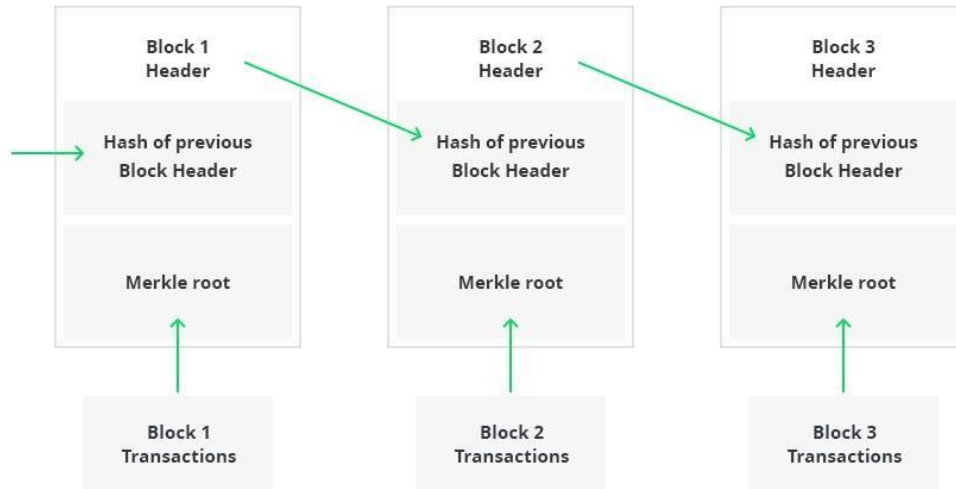 Block 1
Header
Hash of previous
Block Header
Merkle root
Block 1
Transactions
Block 2
Header
Hash of previous
Block Header
Merkle root
Block 2
Transactions
Block 3
Header
Hash of previous
Block Header
Merkle root
Block 3
Transactions